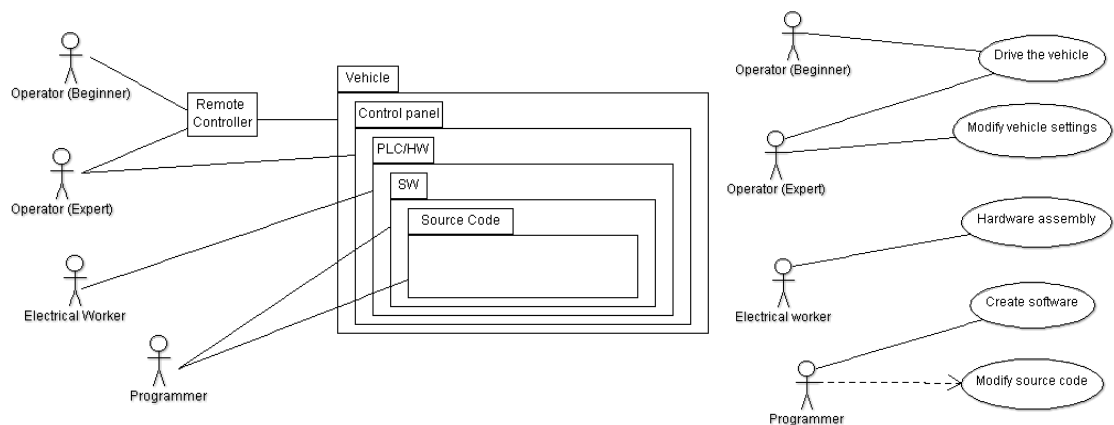 Operator (Beginner)
Remote
Controller
Operator (Expert)
Electrical Worker
Programmer
Vehicle
Control panel
PLC/HW
SW
Source Code
Operator (Beginner)
Drive the vehicle
Modify vehicle settings
Operator (Expert)
Hardware assembly
Electrical worker
Create software
Modify source code
Programmer